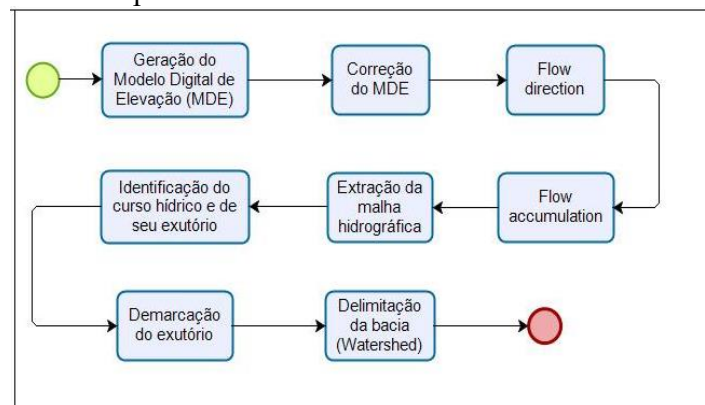 Geração do
Modelo Digital de
Elevação (MDE)
Correção
do MDE
Flow
direction
Flow
accumulation
Extração da
malha
hidrográfica
Identificação do
curso hídrico e de
seu exutório
Demarcação
do exutório
Delimitação
da bacia
(Watershed)